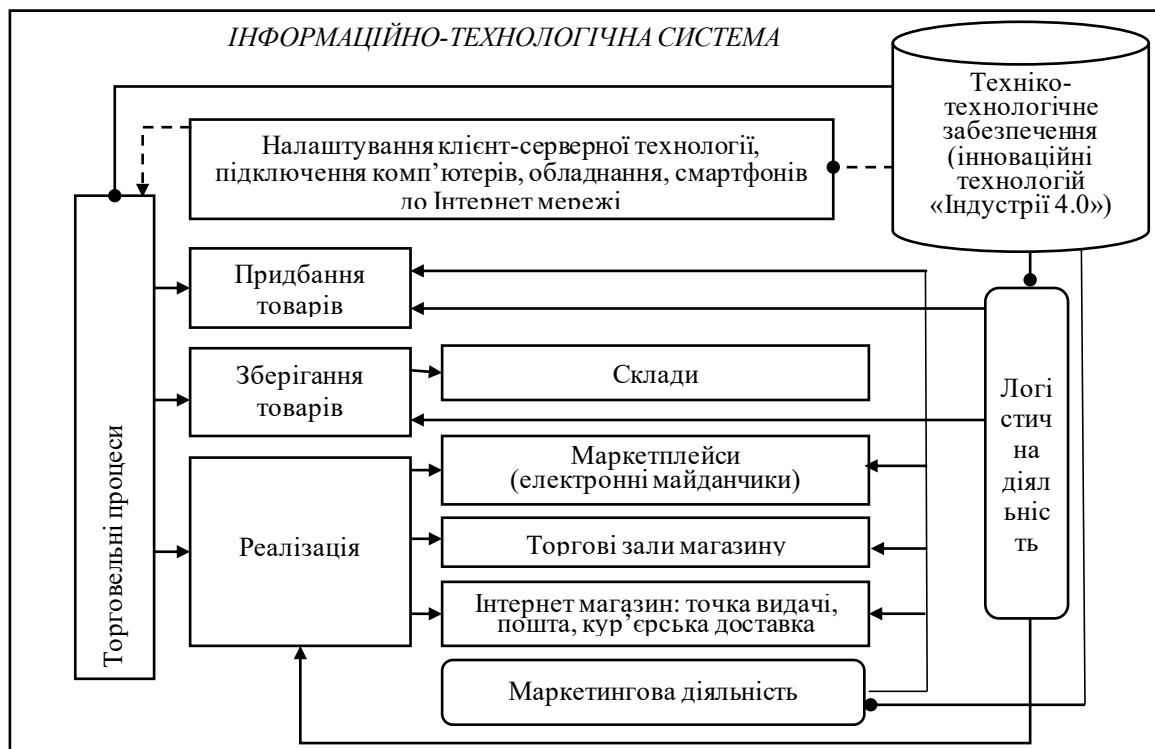 ІНФОРМАЦІЙНО-ТЕХНОЛОГІЧНА СИСТЕМА
Техніко-
технологічне
забезпечення
(інноваційні
технологій
«Індустрії 4.0»)
Налаштування клієнт-серверної технології,
підключення комп’ютерів, обладнання, смартфонів
до Інтернет мережі
Торговельні процеси
Придбання
товарів
Зберігання
товарів
Склади
Логі
стич
на
діял
ьніс
ть
Реалізація
Маркетплейси
(електронні майданчики)
Торгові зали магазину
Інтернет магазин: точка видачі,
пошта, кур’єрська доставка
Маркетингова діяльність